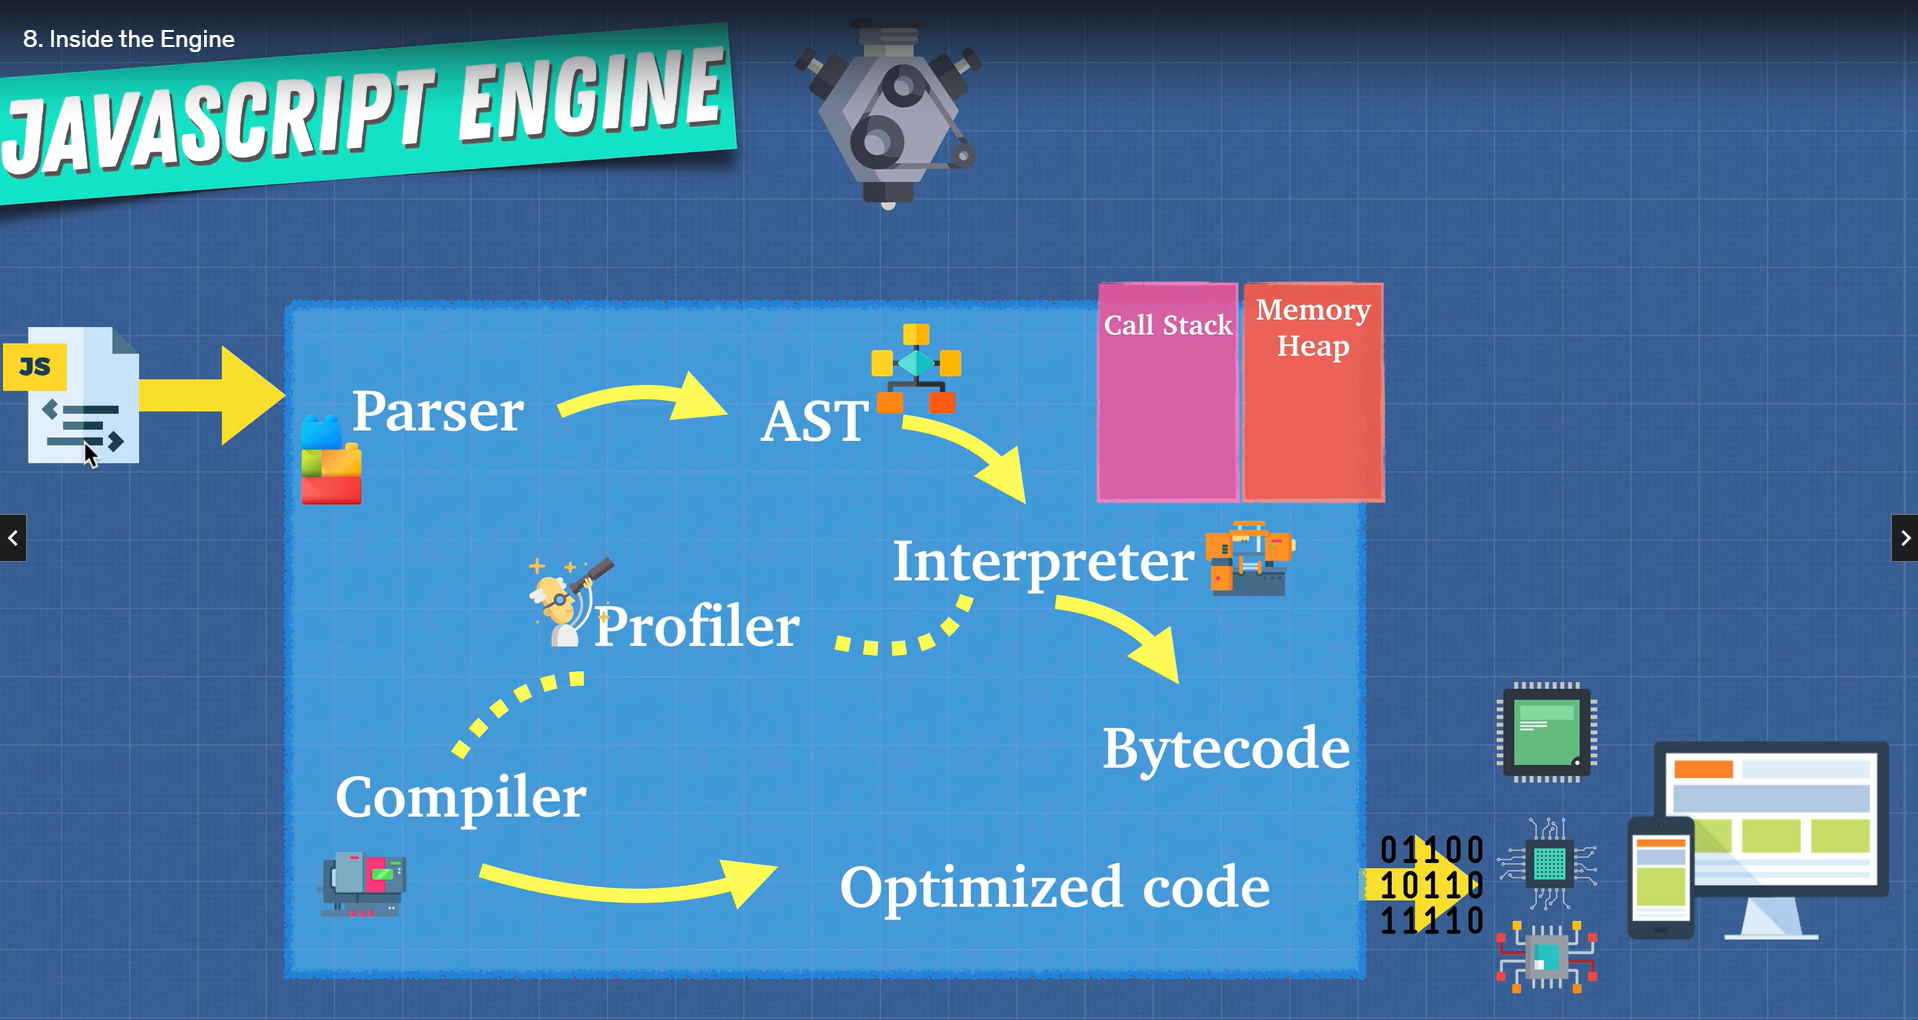 8. Inside the Engine
JAVASCRIPT ENGINE
JS
Parser
AST
Call Stack
Memory
Heap
Interpreter
Profiler
Bytecode
Compiler
Optimized code
01100
10110
11110